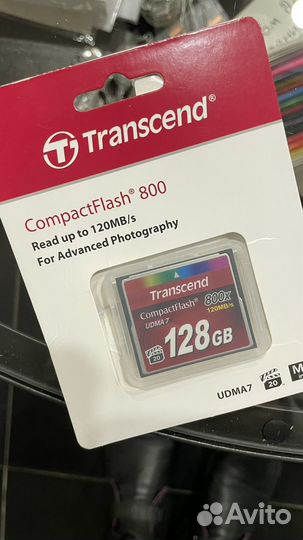 Transcend®
CompactFlash® 800
Read up to 120MB/s
For Advanced Photography
Transcend
CompactFlash® 800x
120MB/s
UDMA 7
20
128GB
UDMA7
20
Avito